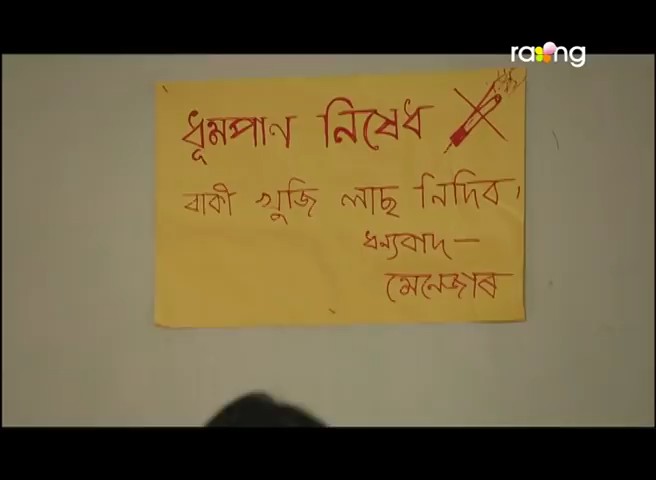 rang
ধূমপাণ নিষেধ
বাকী খুজি লাছ নিদিব।
ধন্যবাদ—
মেনেজাৰ